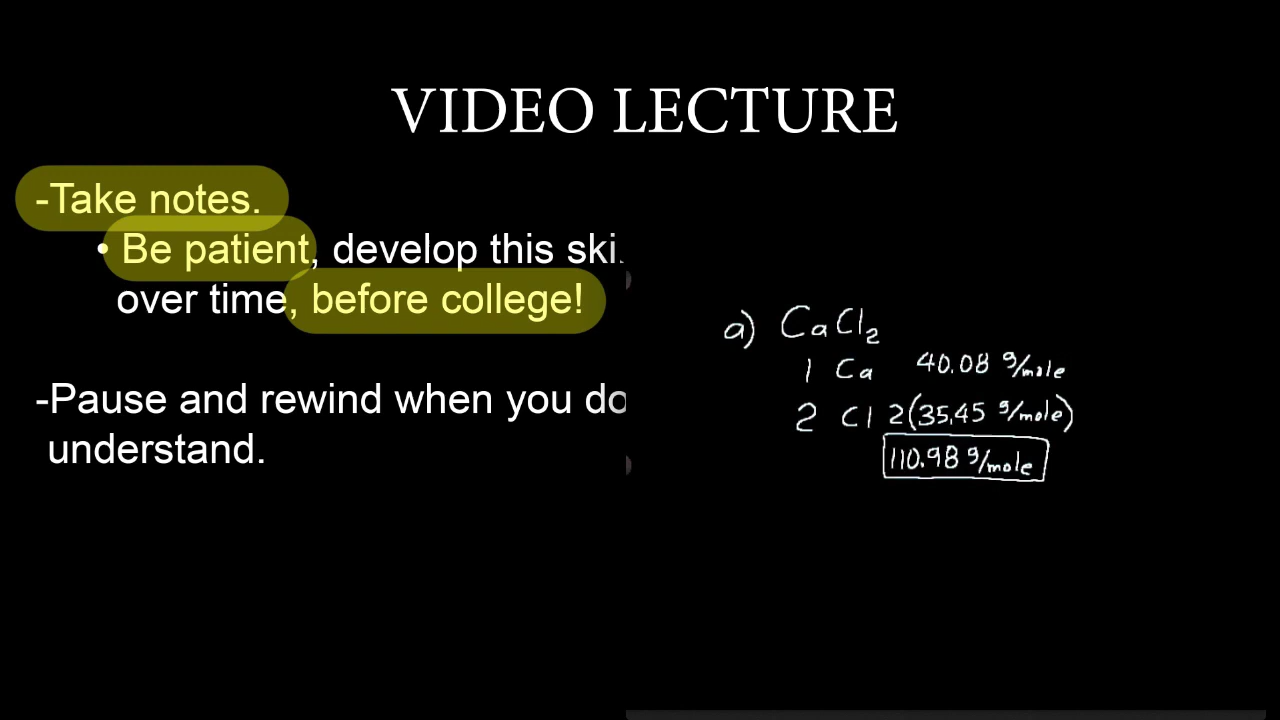 VIDEO LECTURE
-Take notes.
• Be patient, develop this ski
over time, before college!
-Pause and rewind when you do
understand.
a) CaCl₂
1 Ca 40.08 g/mole
2 Cl 2(35.45 g/mole)
110.98 g/mole